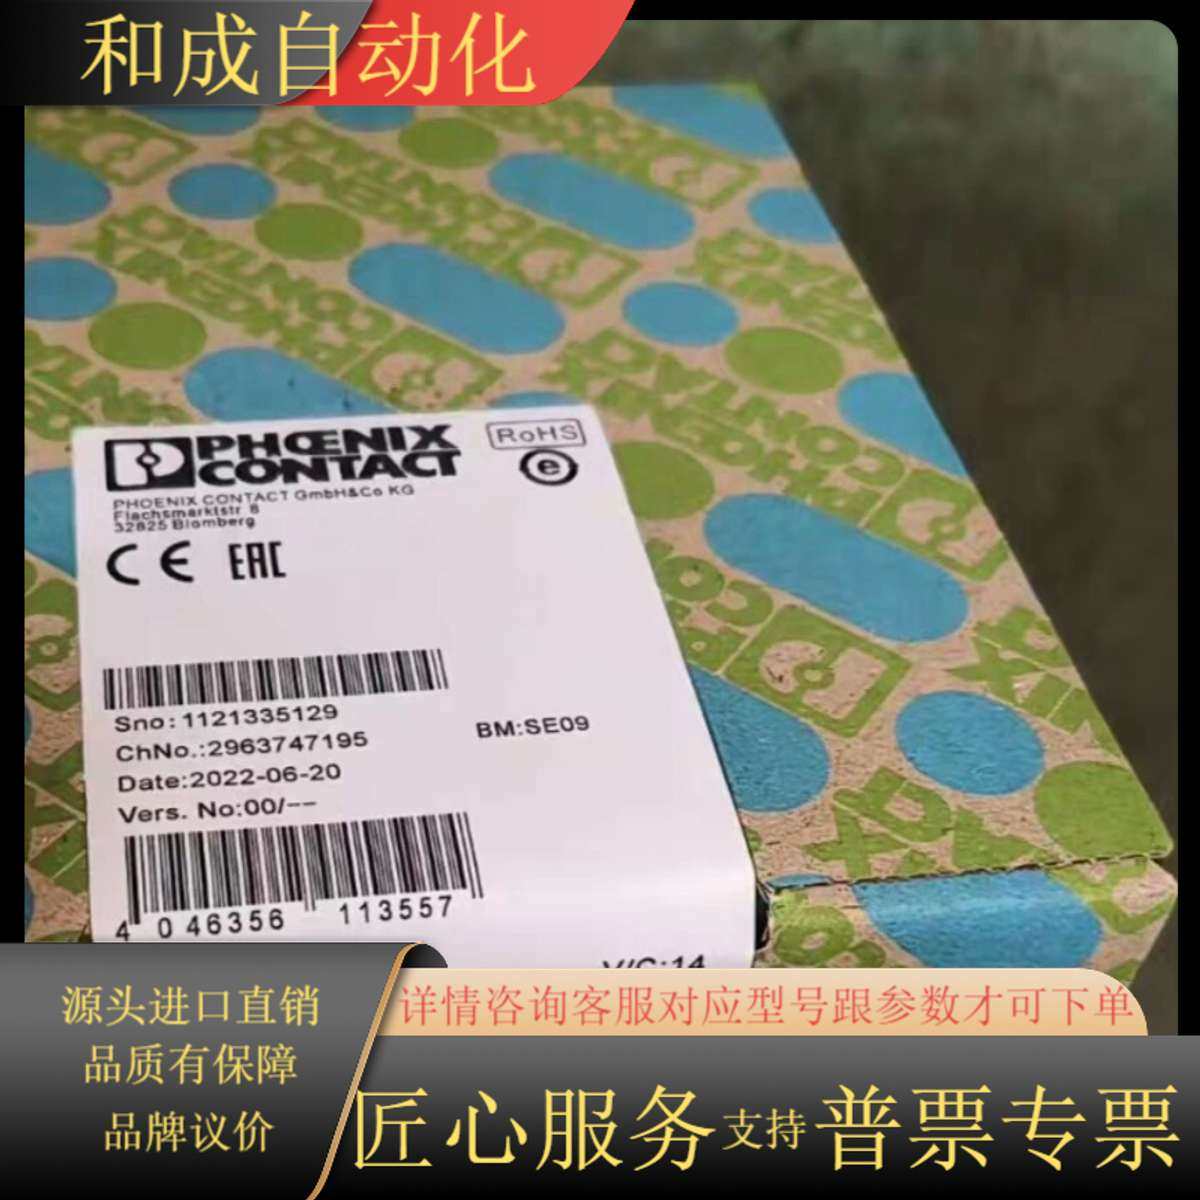 和成自动化
PHOENIX
CONTACT
RoHS
e
PHOENIX CONTACT GmbH&Co KG
Flachsmarktstr 8
32825 Blomberg
CE EAC
Sno:1121335129
BM:SE09
ChNo.:2963747195
Date:2022-06-20
Vers. No:00/--
4 046356 113557
V/C:14
源头进口直销
品质有保障
品牌议价
详情咨询客服对应型号跟参数才可下单
匠心服务支持普票专票